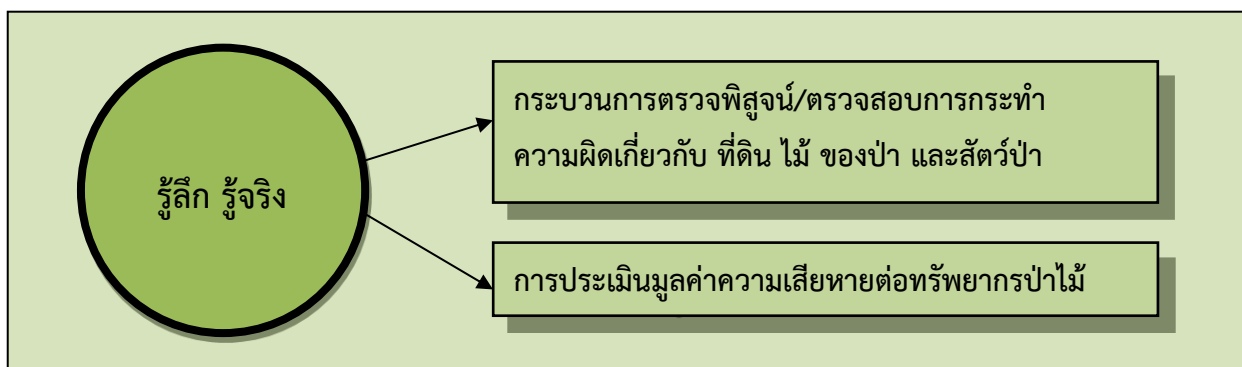 รู้ลึก รู้จริง
กระบวนการตรวจพิสูจน์/ตรวจสอบการกระทำ
ความผิดเกี่ยวกับ ที่ดิน ไม้ ของป่า และสัตว์ป่า
การประเมินมูลค่าความเสียหายต่อทรัพยากรป่าไม้